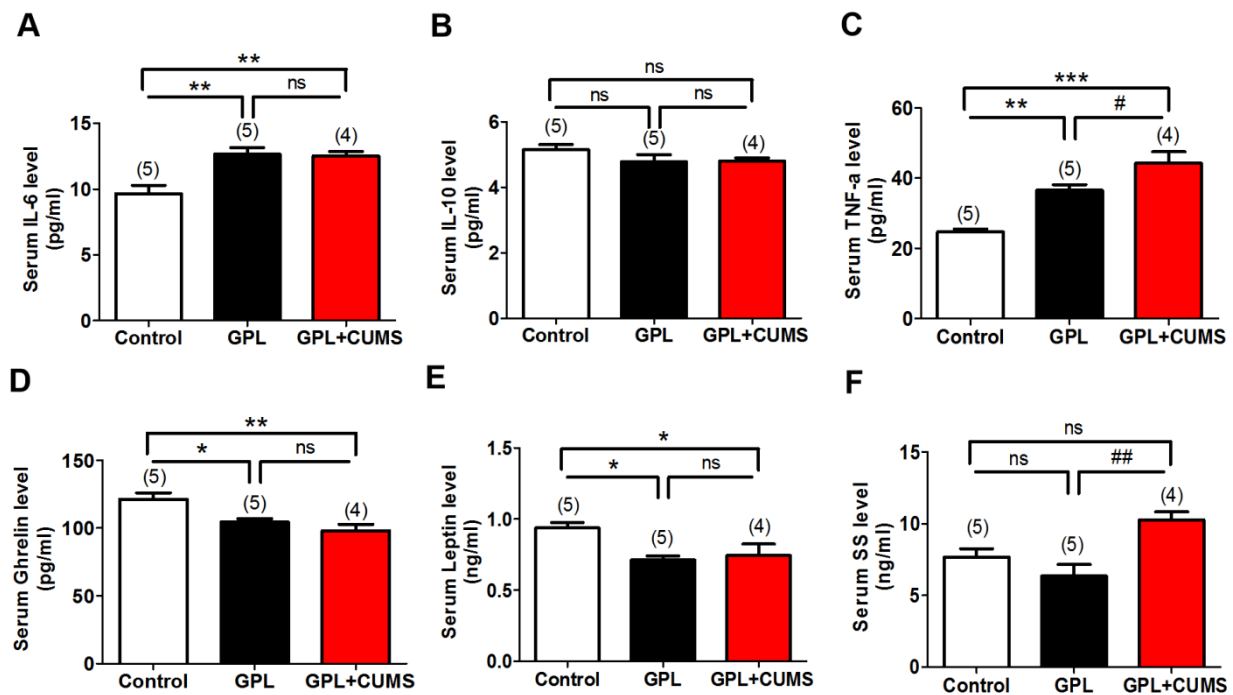 A
**
**
ns
Serum IL-6 level
(pg/ml)
15
10
5
0
(5)
(5)
(4)
Control GPL GPL+CUMS
B
ns
ns
ns
Serum IL-10 level
(pg/ml)
6
4
2
0
(5)
(5)
(4)
Control GPL GPL+CUMS
C
***
**
#
Serum TNF-a level
(pg/ml)
60
40
20
0
(5)
(5)
(4)
Control GPL GPL+CUMS
D
**
*
ns
Serum Ghrelin level
(pg/ml)
150
100
50
0
(5)
(5)
(4)
Control GPL GPL+CUMS
E
*
*
ns
Serum Leptin level
(ng/ml)
1.5
1.0
0.5
0.0
(5)
(5)
(4)
Control GPL GPL+CUMS
F
ns
ns
##
Serum SS level
(ng/ml)
15
10
5
0
(5)
(5)
(4)
Control GPL GPL+CUMS